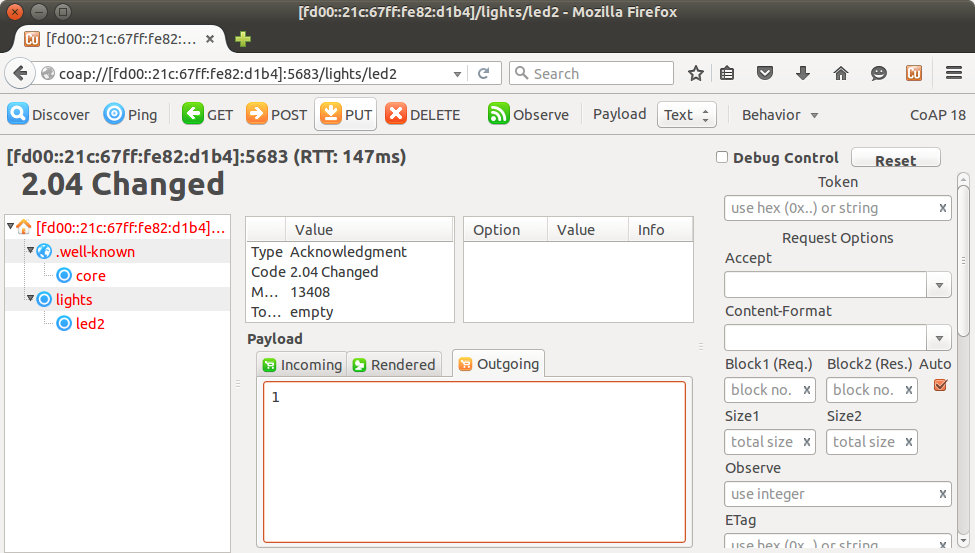 [fd00::21c:67ff:fe82:d1b4]/lights/led2 - Mozilla Firefox
Cu [fd00::21c:67ff:fe82:... ×
coap://[fd00::21c:67ff:fe82:d1b4]:5683/lights/led2 Search Cu
Discover Ping GET POST PUT DELETE Observe Payload Text Behavior CoAP 18
[fd00::21c:67ff:fe82:d1b4]:5683 (RTT: 147ms)
2.04 Changed
Debug Control Reset
[fd00::21c:67ff:fe82:d1b4]...
.well-known
core
lights
led2
Value
Type Acknowledgment
Code 2.04 Changed
M... 13408
To... empty
Option Value Info
Payload
Incoming Rendered Outgoing
1
Token
use hex (0x..) or string x
Request Options
Accept
Content-Format
Block1 (Req.) Block2 (Res.) Auto
block no. x block no. x
Size1 Size2
total size x total size x
Observe
use integer x
ETag
use hex (0x..) or string x